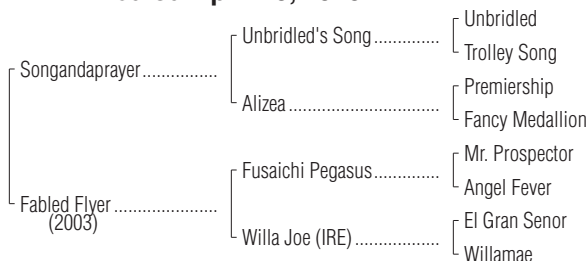 Unbridled
Unbridled's Song
Trolley Song
Songandaprayer
Premiership
Alizea
Fancy Medallion
Mr. Prospector
Fusaichi Pegasus
Angel Fever
Fabled Flyer
(2003)
El Gran Senor
Willa Joe (IRE)
Willamae